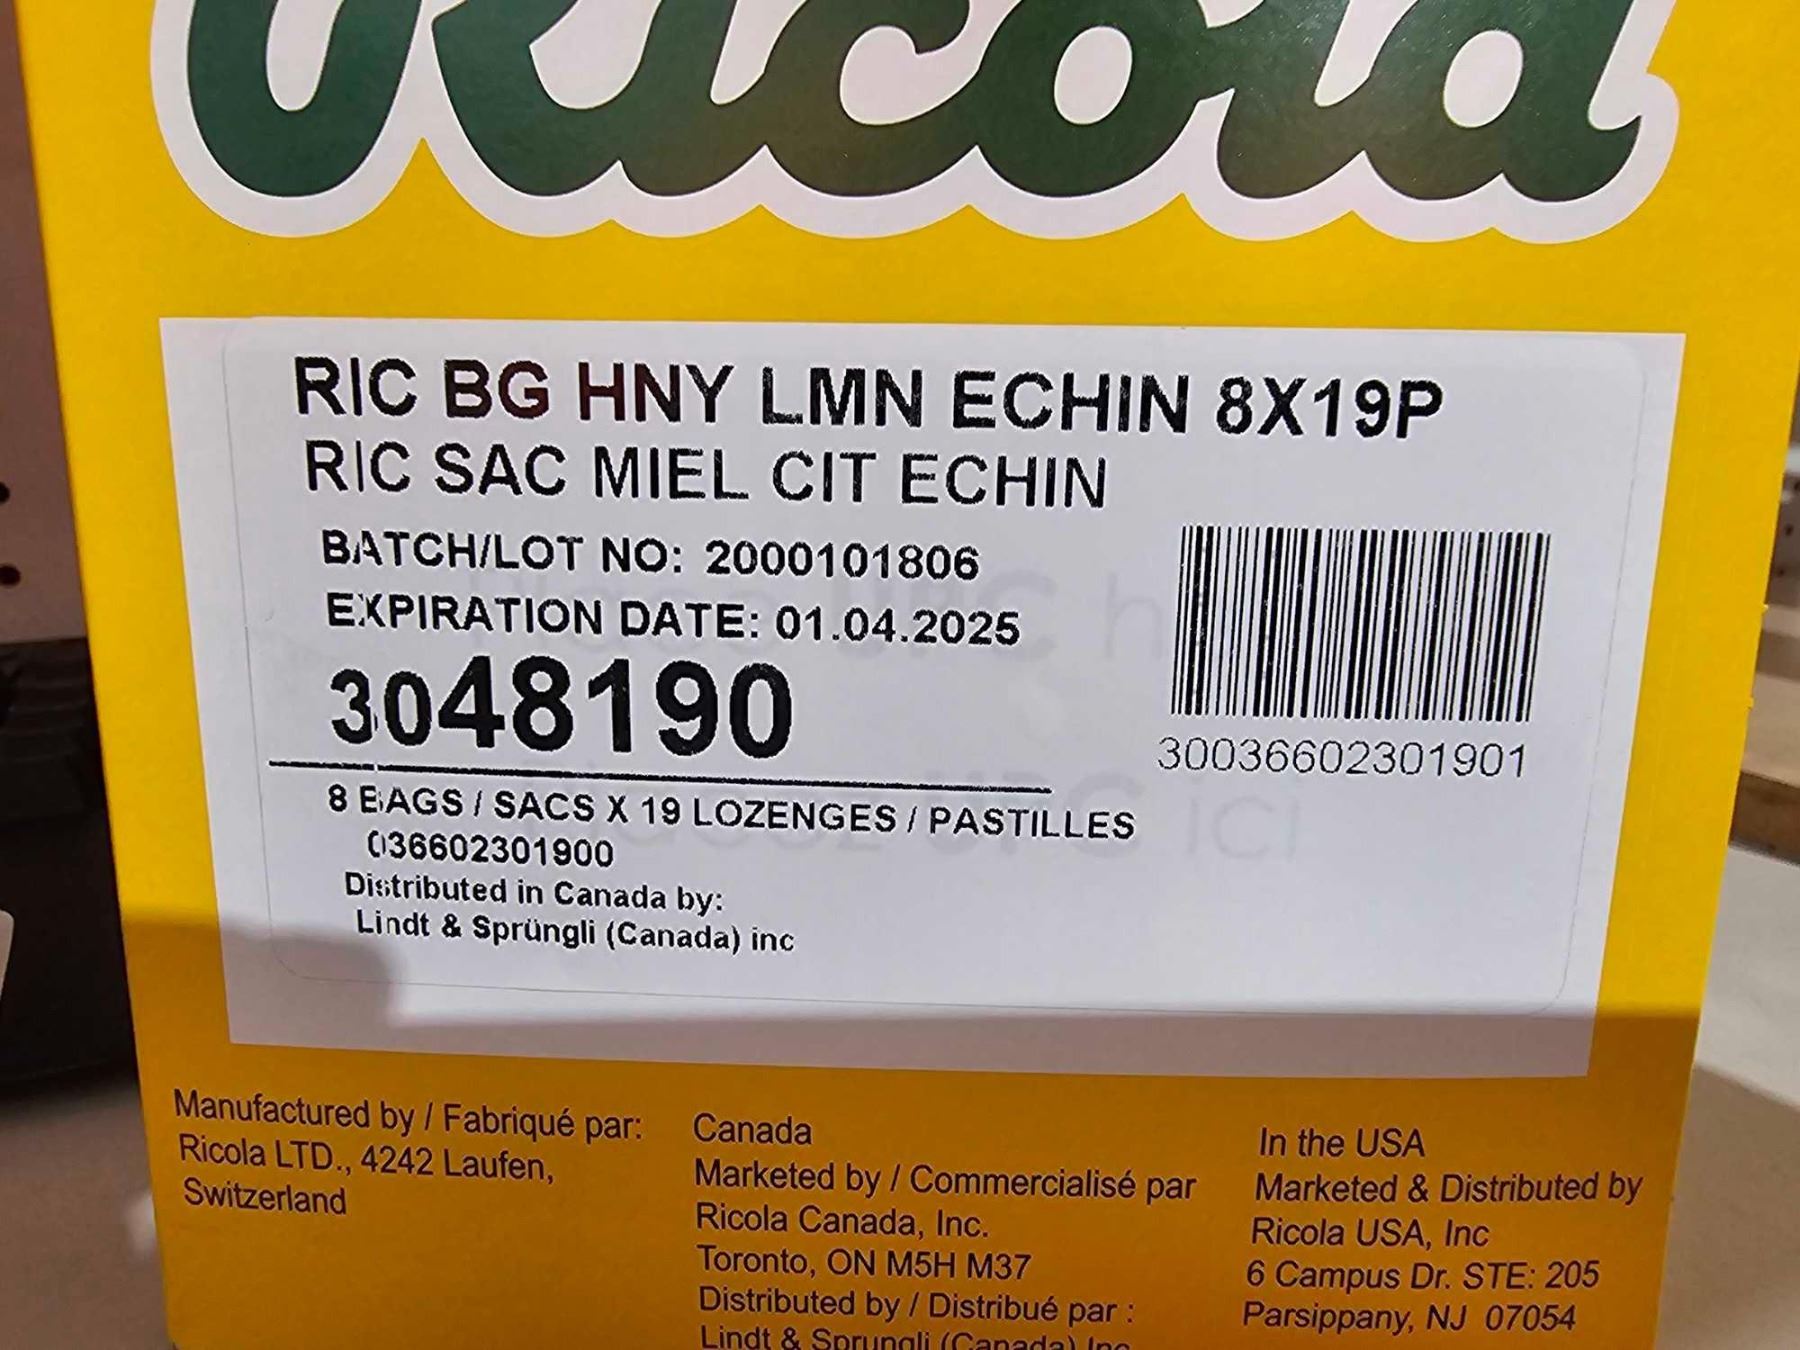 Ricola
RIC BG HNY LMN ECHIN 8X19P
RIC SAC MIEL CIT ECHIN
BATCH/LOT NO: 2000101806
EXPIRATION DATE: 01.04.2025
3048190
30036602301901
8 BAGS / SACS X 19 LOZENGES / PASTILLES
036602301900
Distributed in Canada by:
Lindt & Sprüngli (Canada) inc
Manufactured by / Fabriqué par:
Ricola LTD., 4242 Laufen,
Switzerland
Canada
Marketed by / Commercialisé par
Ricola Canada, Inc.
Toronto, ON M5H M37
Distributed by / Distribué par :
Lindt & Sprungli (Canada) Inc
In the USA
Marketed & Distributed by
Ricola USA, Inc
6 Campus Dr. STE: 205
Parsippany, NJ 07054